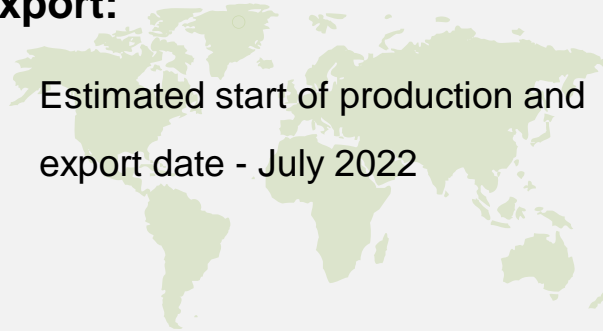 xport:
Estimated start of production and
export date - July 2022